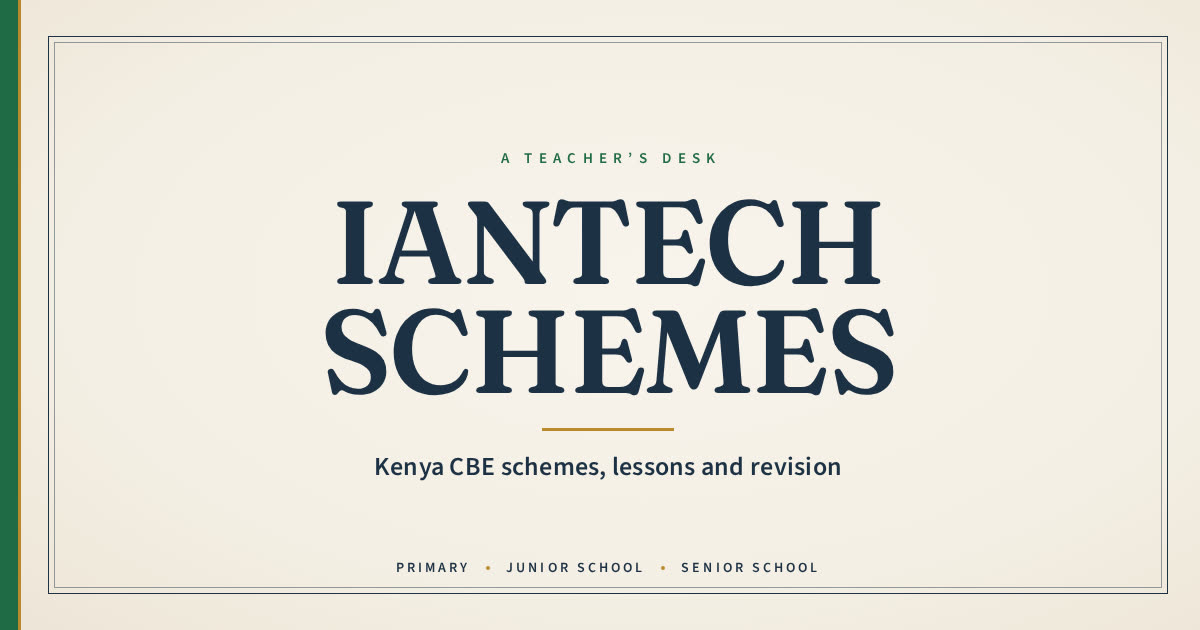 A TEACHER’S DESK
IANTECH
SCHEMES
Kenya CBE schemes, lessons and revision
PRIMARY • JUNIOR SCHOOL • SENIOR SCHOOL